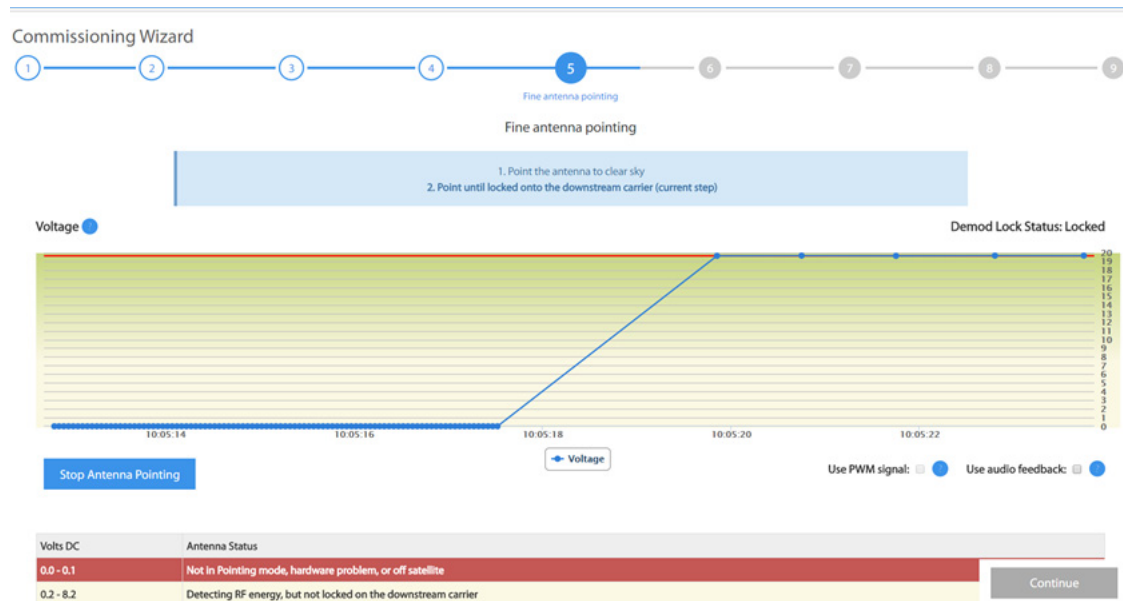 Commissioning Wizard
1 2 3 4 5 6 7 8 9
Fine antenna pointing
Fine antenna pointing
1. Point the antenna to clear sky
2. Point until locked onto the downstream carrier (current step)
Voltage ?
Demod Lock Status: Locked
20
19
18
17
16
15
14
13
12
11
10
9
8
7
6
5
4
3
2
1
0
10:05:14 10:05:16 10:05:18 10:05:20 10:05:22
Voltage
Stop Antenna Pointing
Use PWM signal: ? Use audio feedback: ?
Volts DC Antenna Status
0.0 - 0.1 Not in Pointing mode, hardware problem, or off satellite
Continue
0.2 - 8.2 Detecting RF energy, but not locked on the downstream carrier